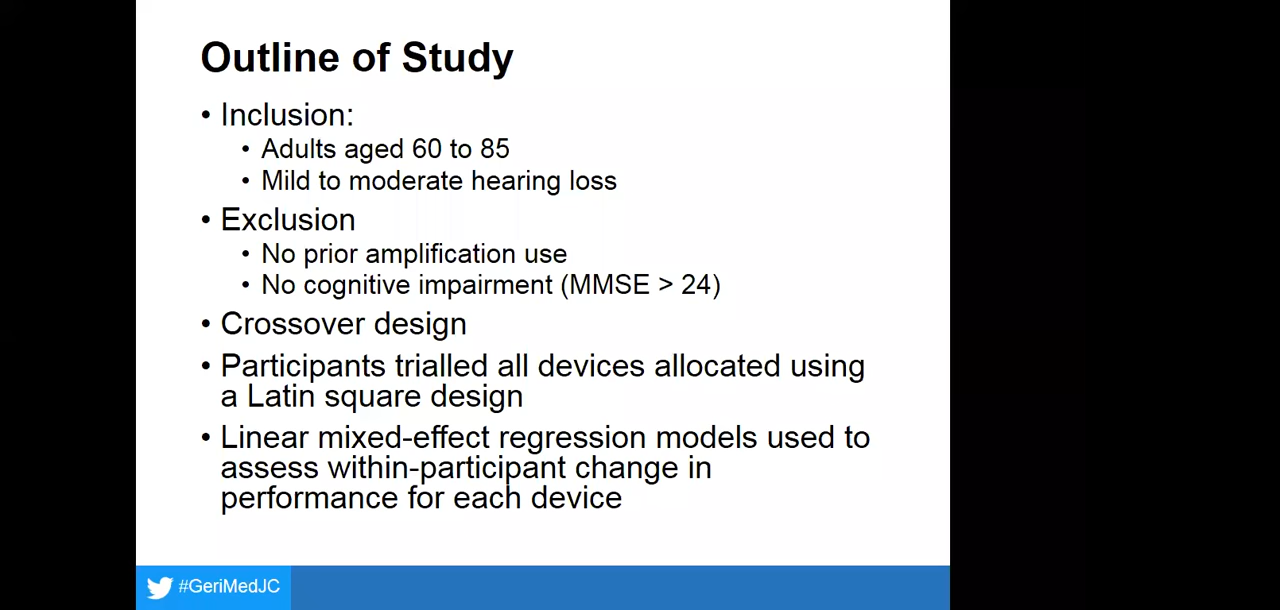 Outline of Study
• Inclusion:
• Adults aged 60 to 85
• Mild to moderate hearing loss
• Exclusion
• No prior amplification use
• No cognitive impairment (MMSE > 24)
• Crossover design
• Participants trialled all devices allocated using
a Latin square design
• Linear mixed-effect regression models used to
assess within-participant change in
performance for each device
#GeriMedJC